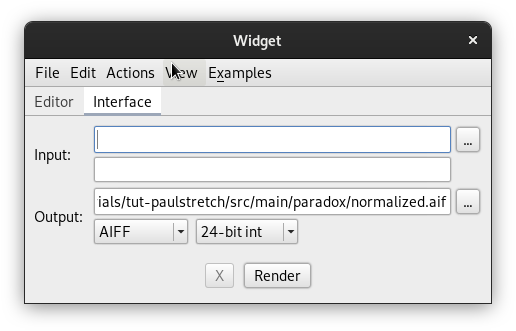 Widget ×
File Edit Actions View Examples
Editor Interface
Input: ...
Output: ials/tut-paulstretch/src/main/paradox/normalized.aif ...
AIFF 24-bit int
X Render